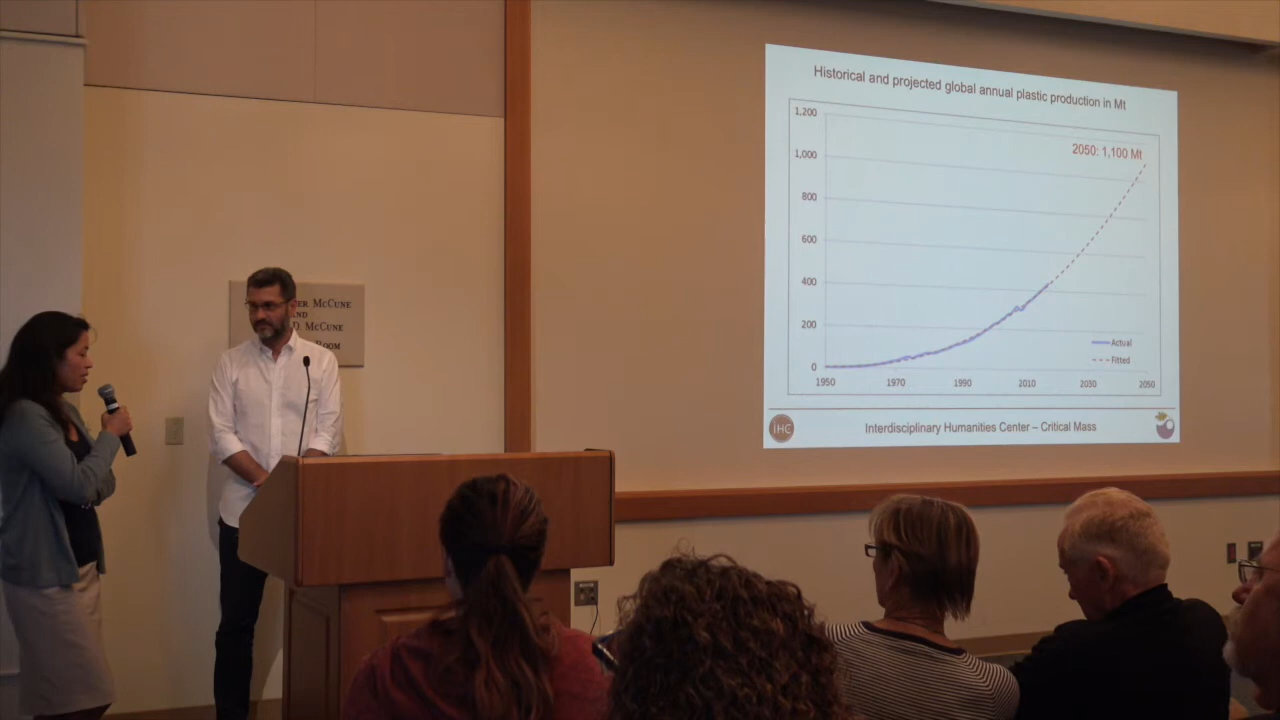 ER MCCUNE
AND
D. MCCUNE
ROOM
Historical and projected global annual plastic production in Mt
1,200
1,000
800
600
400
200
0
2050: 1,100 Mt
Actual
Fitted
1950 1970 1990 2010 2030 2050
IHC
Interdisciplinary Humanities Center – Critical Mass